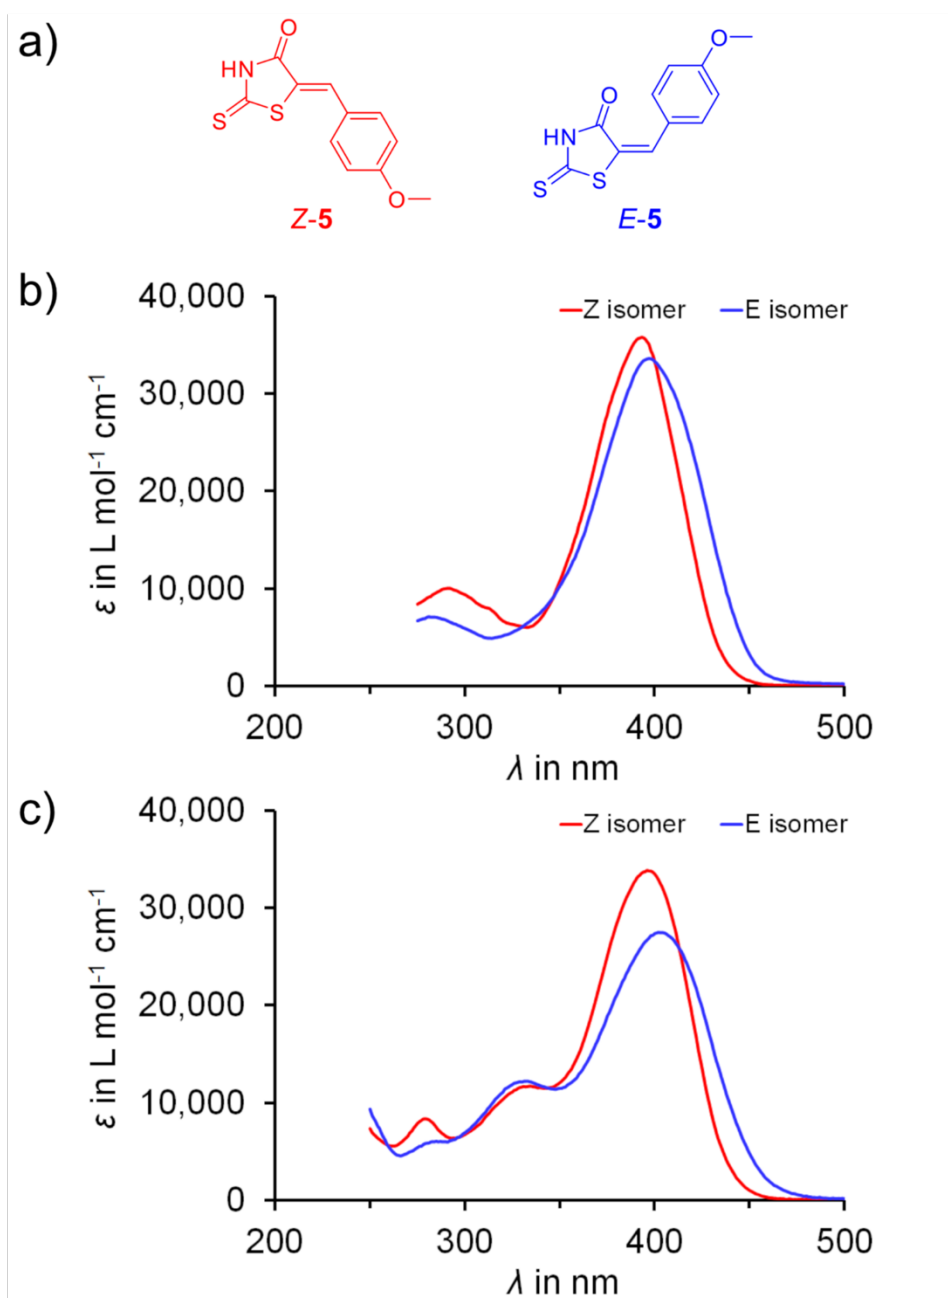 a)
O
HN
S
S
O
Z-5
O
O
HN
S
S
E-5
b)
40,000
30,000
20,000
10,000
0
ε in L mol⁻¹ cm⁻¹
Z isomer E isomer
200 300 400 500
λ in nm
c)
40,000
30,000
20,000
10,000
0
ε in L mol⁻¹ cm⁻¹
Z isomer E isomer
200 300 400 500
λ in nm